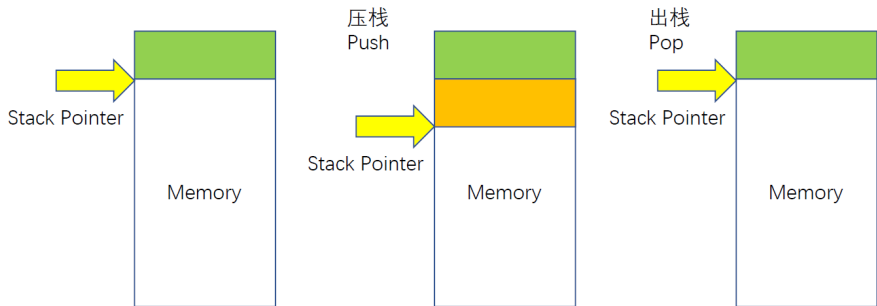 Stack Pointer
Memory
压栈
Push
Stack Pointer
Memory
出栈
Pop
Stack Pointer
Memory